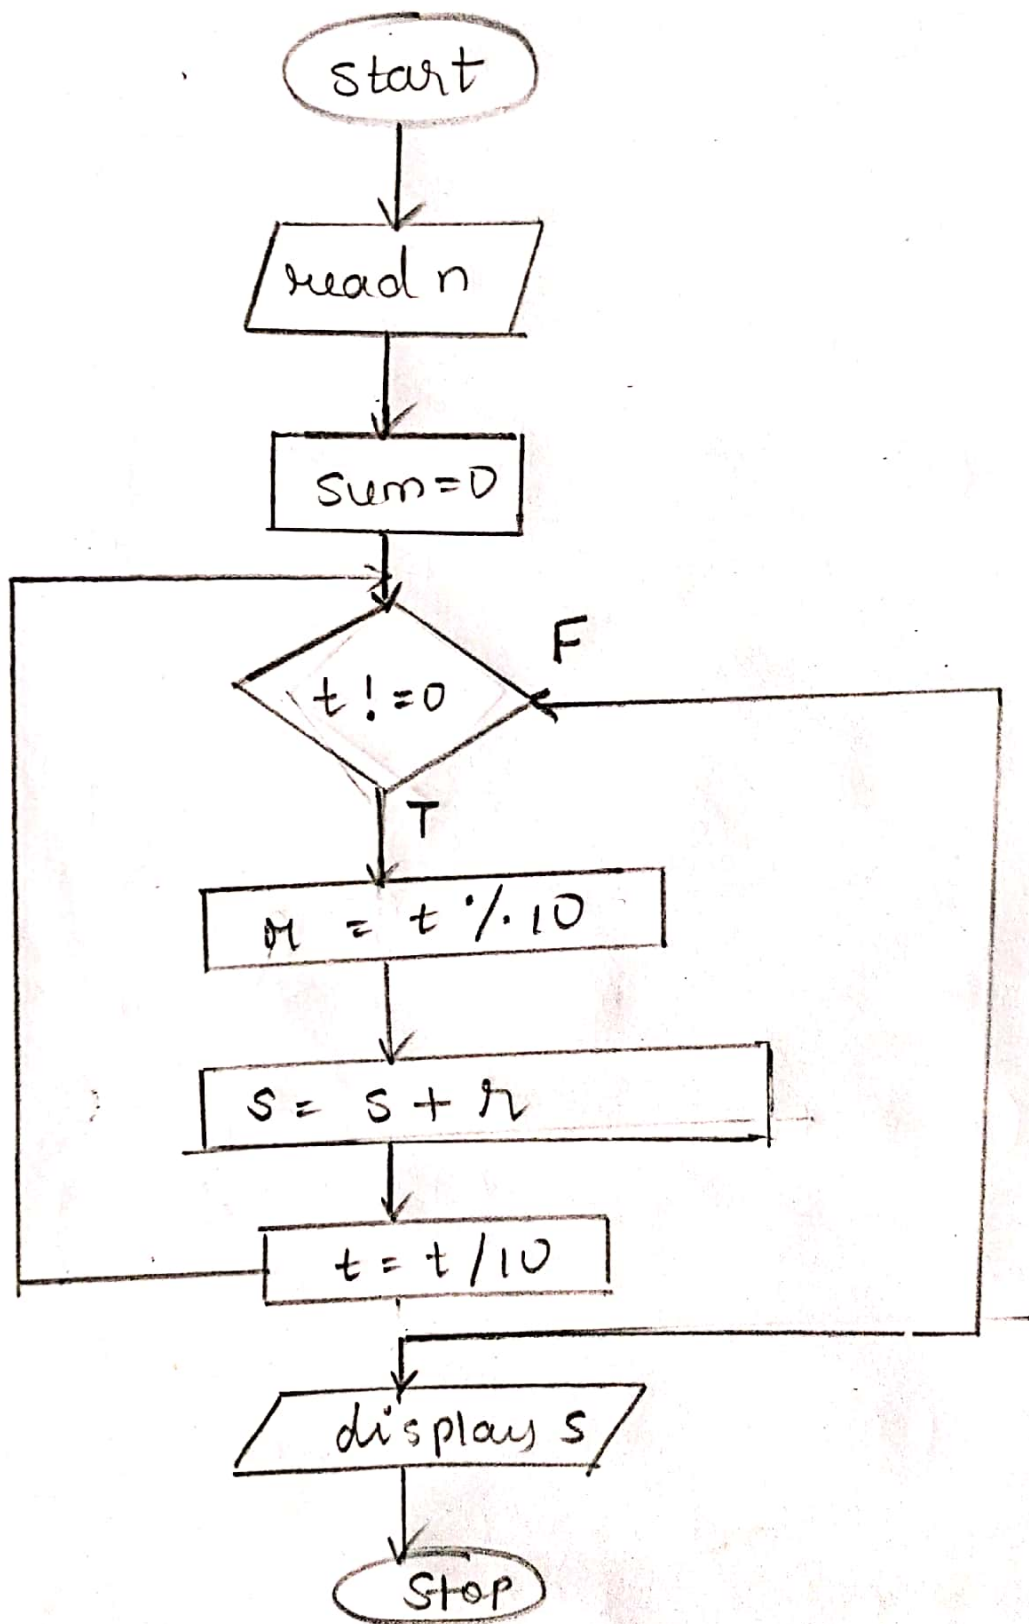 start
read n
sum=0
t!=0
F
T
r = t % 10
s = s + r
t = t/10
display s
Stop